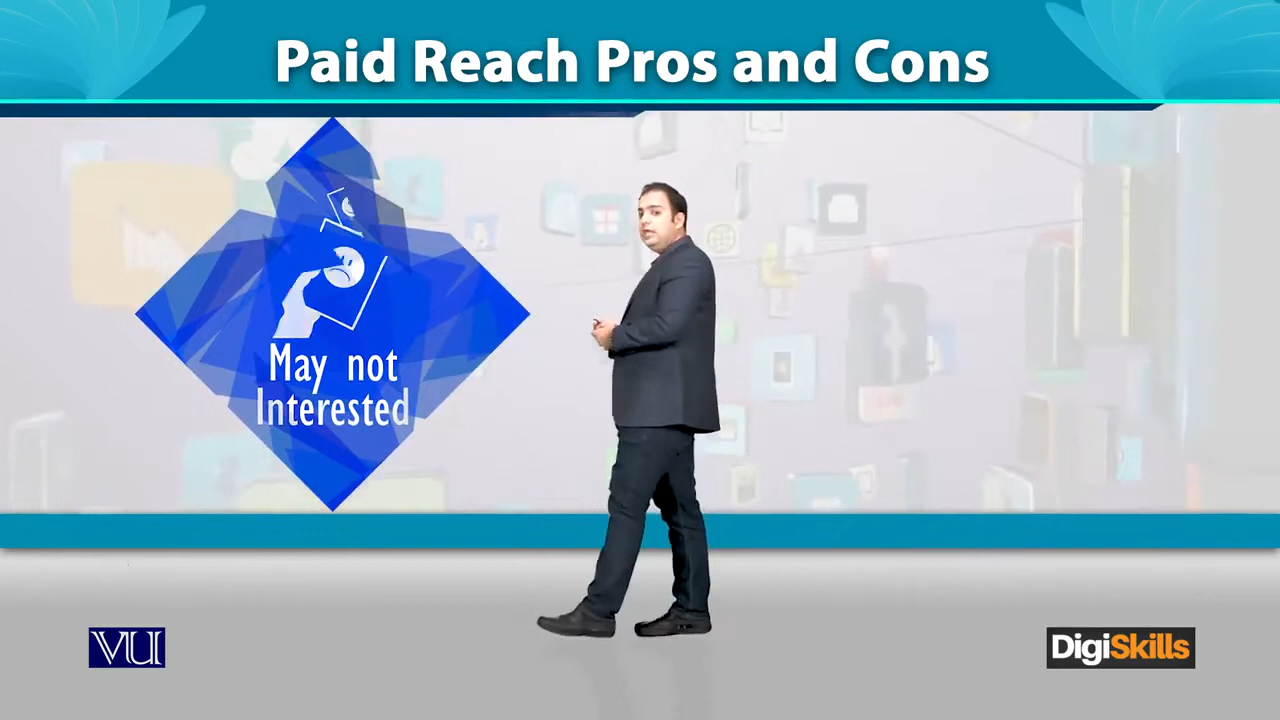 Paid Reach Pros and Cons
May not
Interested
VU
DigiSkills